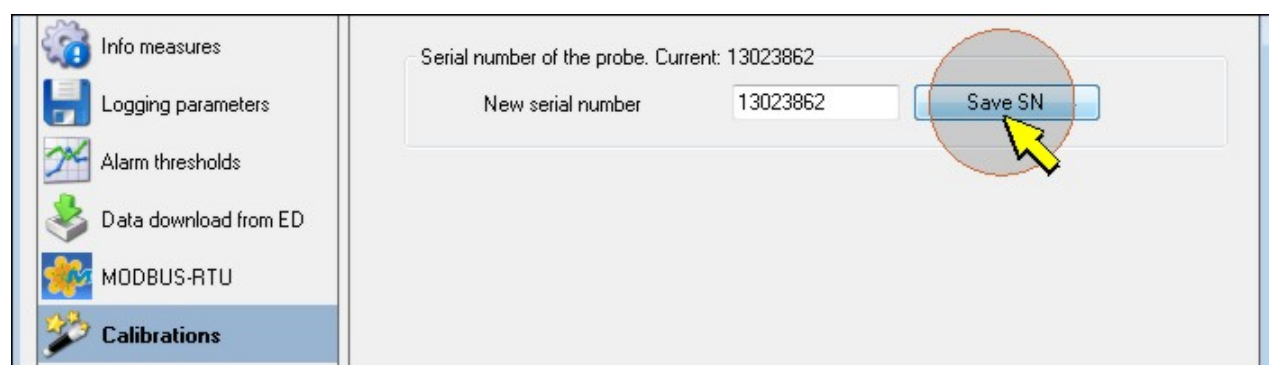 Info measures
Logging parameters
Alarm thresholds
Data download from ED
MODBUS-RTU
Calibrations
Serial number of the probe. Current: 13023862
New serial number 13023862 Save SN